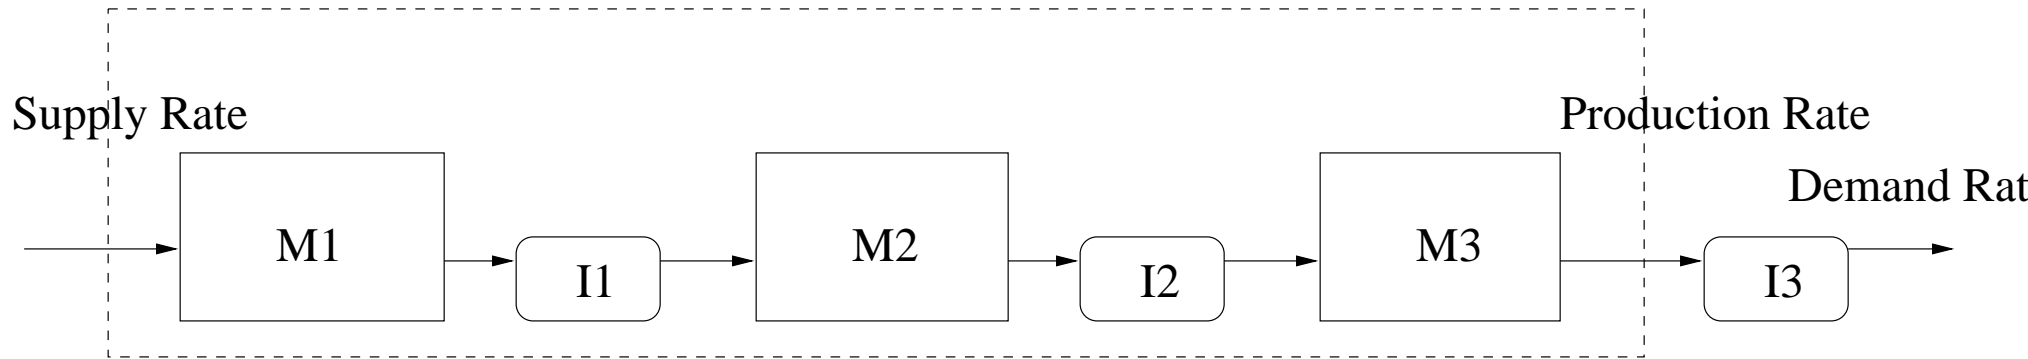 Supply Rate
Production Rate
Demand Rat
M1
M2
M3
I1
I2
I3